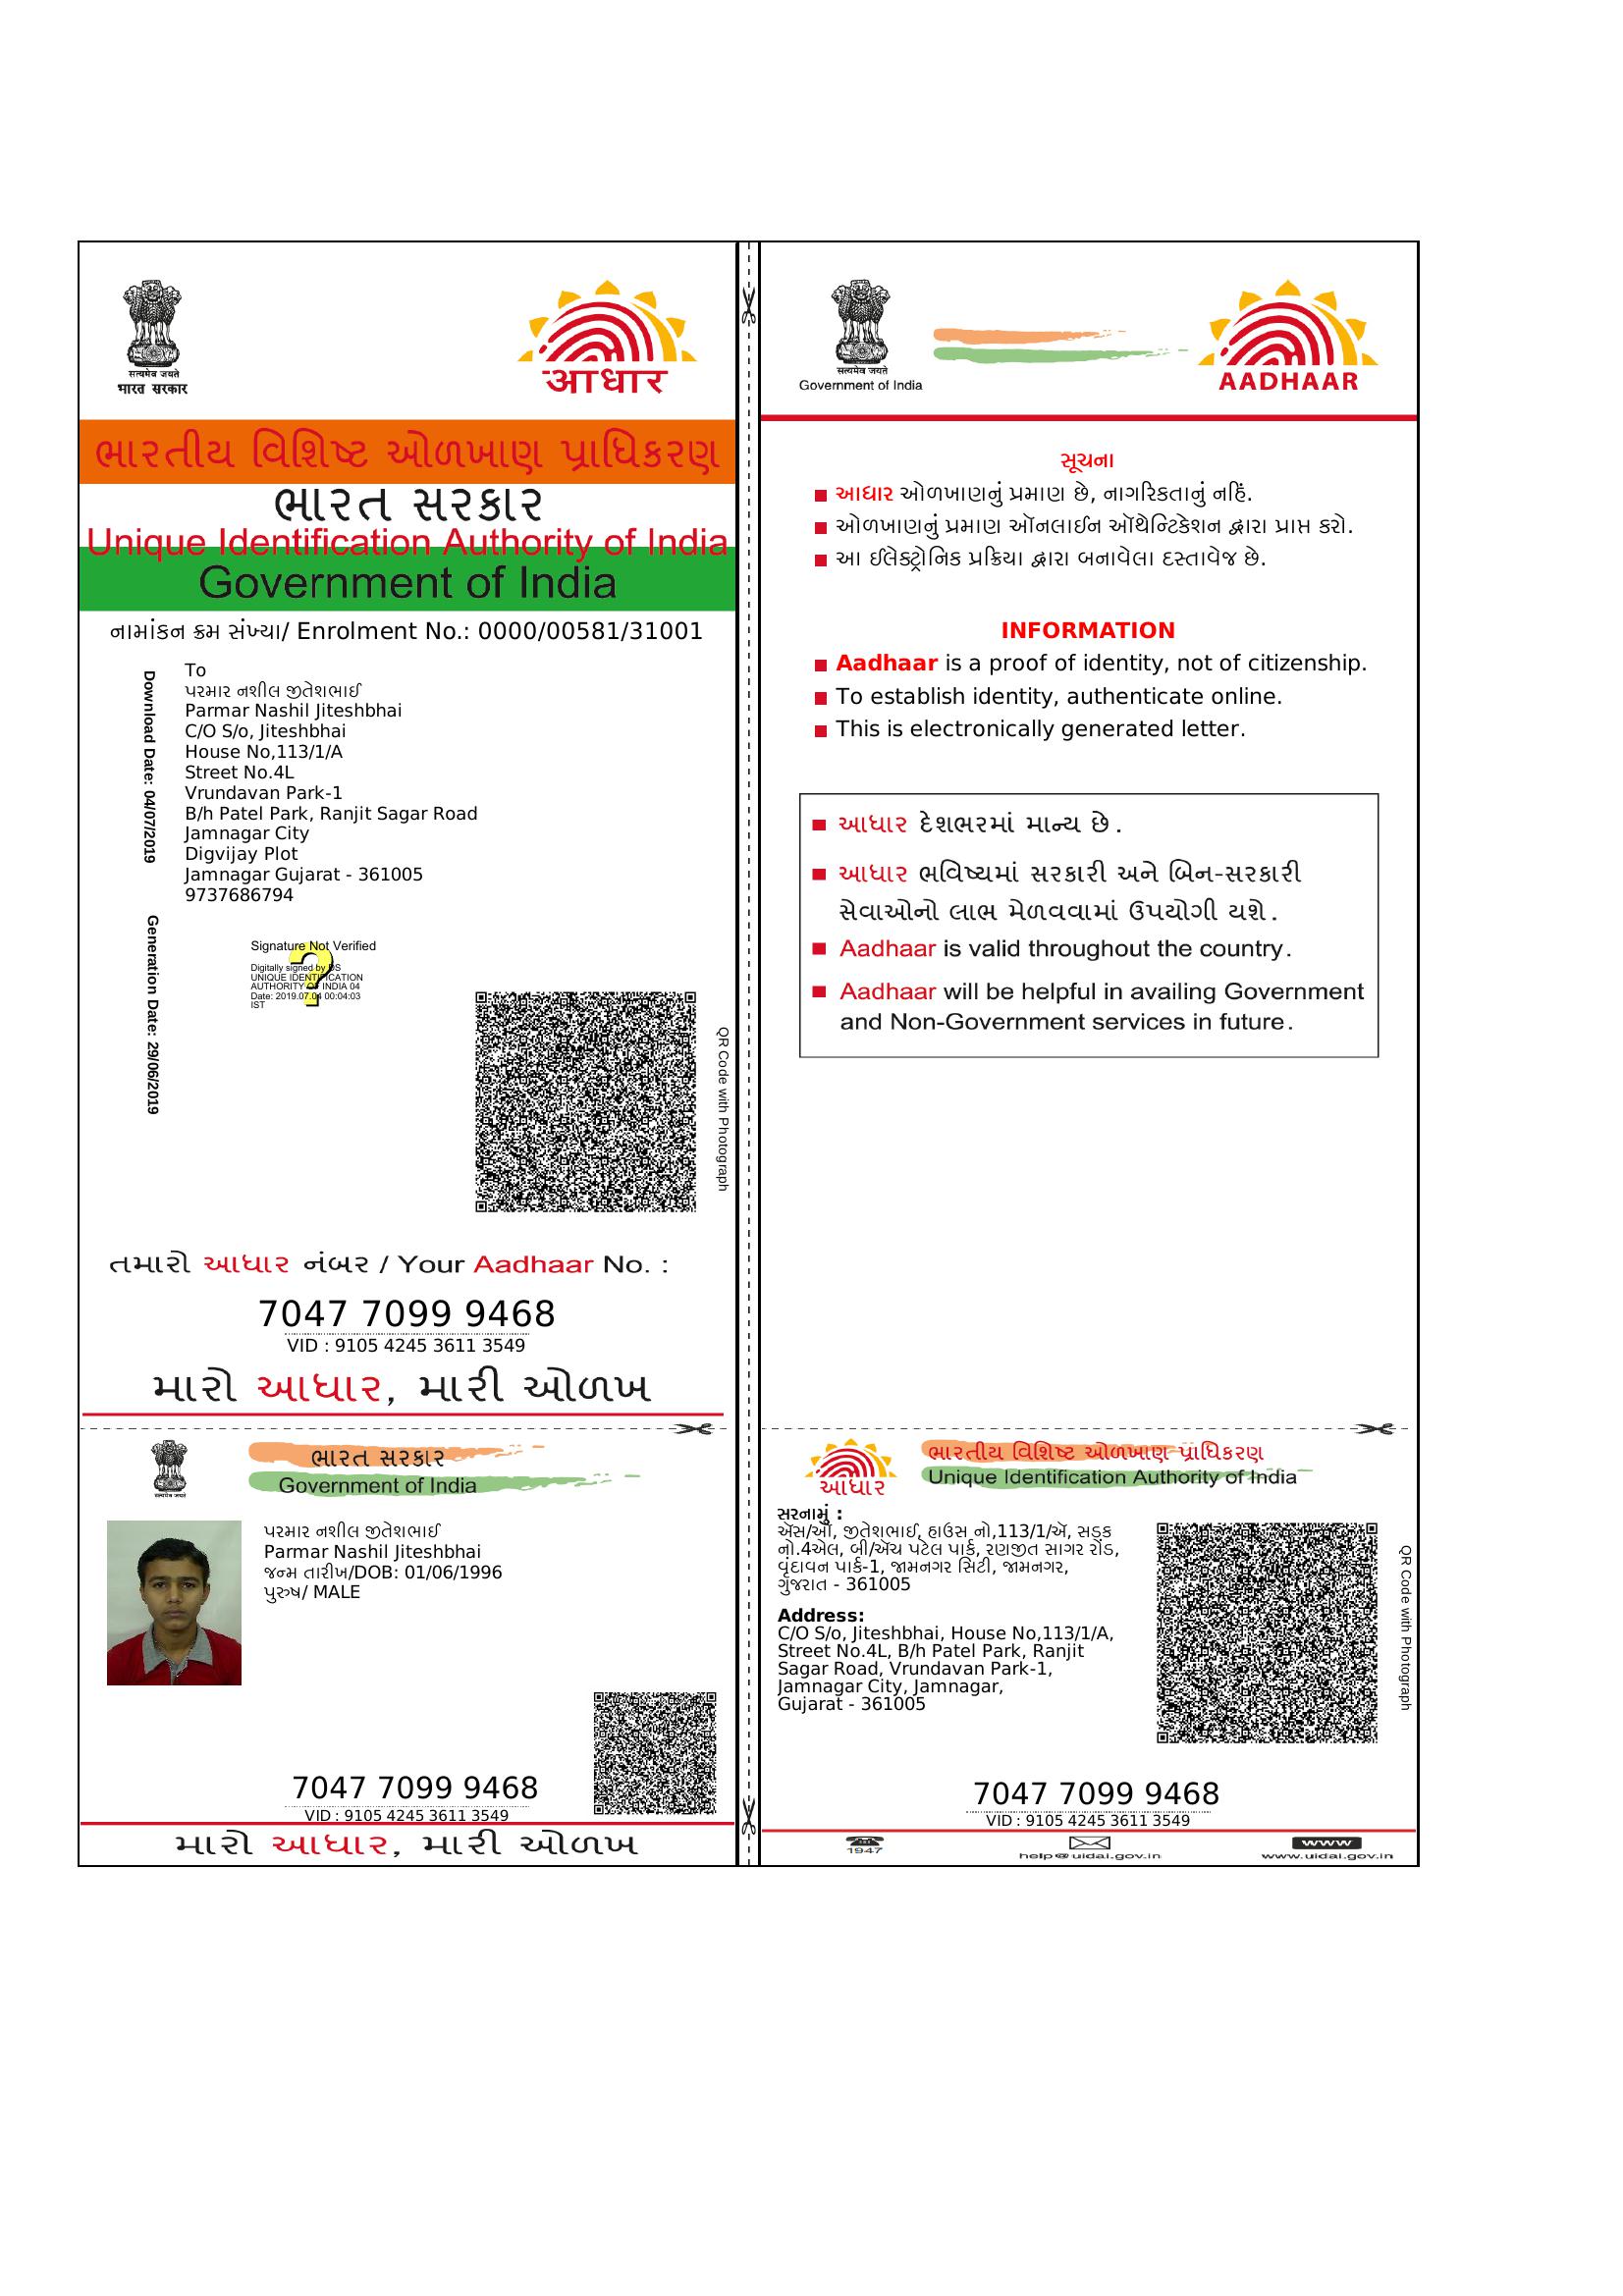 सत्यमेव जयते
भारत सरकार
आधार
ભારતીય વિશિષ્ટ ઓળખાણ પ્રાધિકરણ
ભારત સરકાર
Unique Identification Authority of India
Government of India
નામાંકન ક્રમ સંખ્યા/ Enrolment No.: 0000/00581/31001
Download Date: 04/07/2019
Generation Date: 29/06/2019
To
પરમાર નશીલ જીતેશભાઈ
Parmar Nashil Jiteshbhai
C/O S/o, Jiteshbhai
House No,113/1/A
Street No.4L
Vrundavan Park-1
B/h Patel Park, Ranjit Sagar Road
Jamnagar City
Digvijay Plot
Jamnagar Gujarat - 361005
9737686794
Signature Not Verified
Digitally signed by DS
UNIQUE IDENTIFICATION
AUTHORITY OF INDIA 04
Date: 2019.07.04 00:04:03
IST
QR Code with Photograph
તમારો આધાર નંબર / Your Aadhaar No. :
7047 7099 9468
VID : 9105 4245 3611 3549
મારો આધાર, મારી ઓળખ
सत्यमेव जयते
Government of India
AADHAAR
સૂચના
આધાર ઓળખાણનું પ્રમાણ છે, નાગરિકતાનું નહિં.
ઓળખાણનું પ્રમાણ ઑનલાઈન ઑથેન્ટિકેશન દ્વારા પ્રાપ્ત કરો.
આ ઈલેક્ટ્રોનિક પ્રક્રિયા દ્વારા બનાવેલા દસ્તાવેજ છે.
INFORMATION
Aadhaar is a proof of identity, not of citizenship.
To establish identity, authenticate online.
This is electronically generated letter.
આધાર દેશભરમાં માન્ય છે.
આધાર ભવિષ્યમાં સરકારી અને બિન-સરકારી
સેવાઓનો લાભ મેળવવામાં ઉપયોગી થશે.
Aadhaar is valid throughout the country.
Aadhaar will be helpful in availing Government
and Non-Government services in future.
सत्यमेव जयते
ભારત સરકાર
Government of India
પરમાર નશીલ જીતેશભાઈ
Parmar Nashil Jiteshbhai
જન્મ તારીખ/DOB: 01/06/1996
પુરુષ/ MALE
7047 7099 9468
VID : 9105 4245 3611 3549
મારો આધાર, મારી ઓળખ
આધાર
ભારતીય વિશિષ્ટ ઓળખાણ પ્રાધિકરણ
Unique Identification Authority of India
સરનામું :
ઍસ/ઓ, જીતેશભાઈ, હાઉસ નો,113/1/ઍ, સડક
નો.4એલ, બી/ઍચ પટેલ પાર્ક, રણજીત સાગર રોડ,
વૃંદાવન પાર્ક-1, જામનગર સિટી, જામનગર,
ગુજરાત - 361005
Address:
C/O S/o, Jiteshbhai, House No,113/1/A,
Street No.4L, B/h Patel Park, Ranjit
Sagar Road, Vrundavan Park-1,
Jamnagar City, Jamnagar,
Gujarat - 361005
QR Code with Photograph
7047 7099 9468
VID : 9105 4245 3611 3549
1947
help@uidai.gov.in
www
www.uidai.gov.in